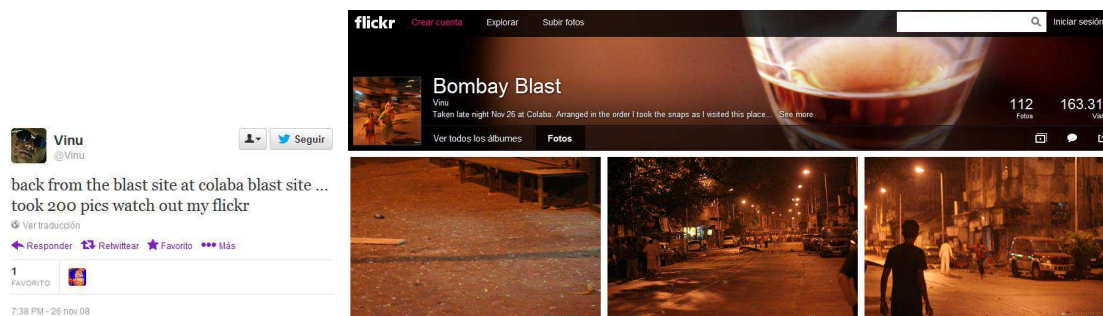 Vinu
@Vinu
Seguir
back from the blast site at colaba blast site ...
took 200 pics watch out my flickr
Ver traducción
Responder Retwittear Favorito Más
1
FAVORITO
7:38 PM - 26 nov 08
flickr Crear cuenta Explorar Subir fotos Iniciar sesión
Bombay Blast
Vinu
Taken late night Nov 26 at Colaba. Arranged in the order I took the snaps as I visited this place... See more
112 163.31
Fotos Visi
Ver todos los álbumes Fotos